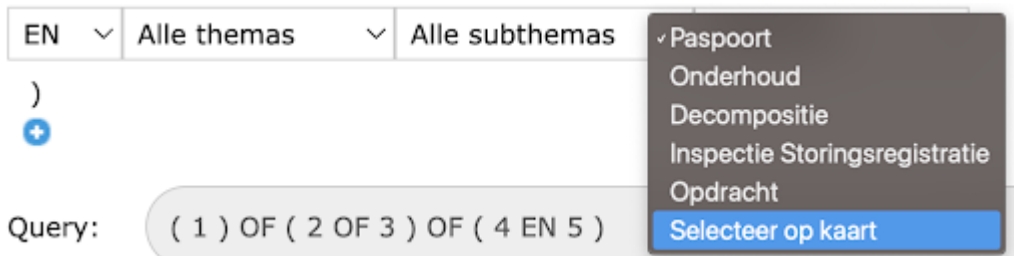 EN Alle themas Alle subthemas
Paspoort
Onderhoud
)
Decompositie
Inspectie Storingsregistratie
Opdracht
Selecteer op kaart
Query: ( 1 ) OF ( 2 OF 3 ) OF ( 4 EN 5 )